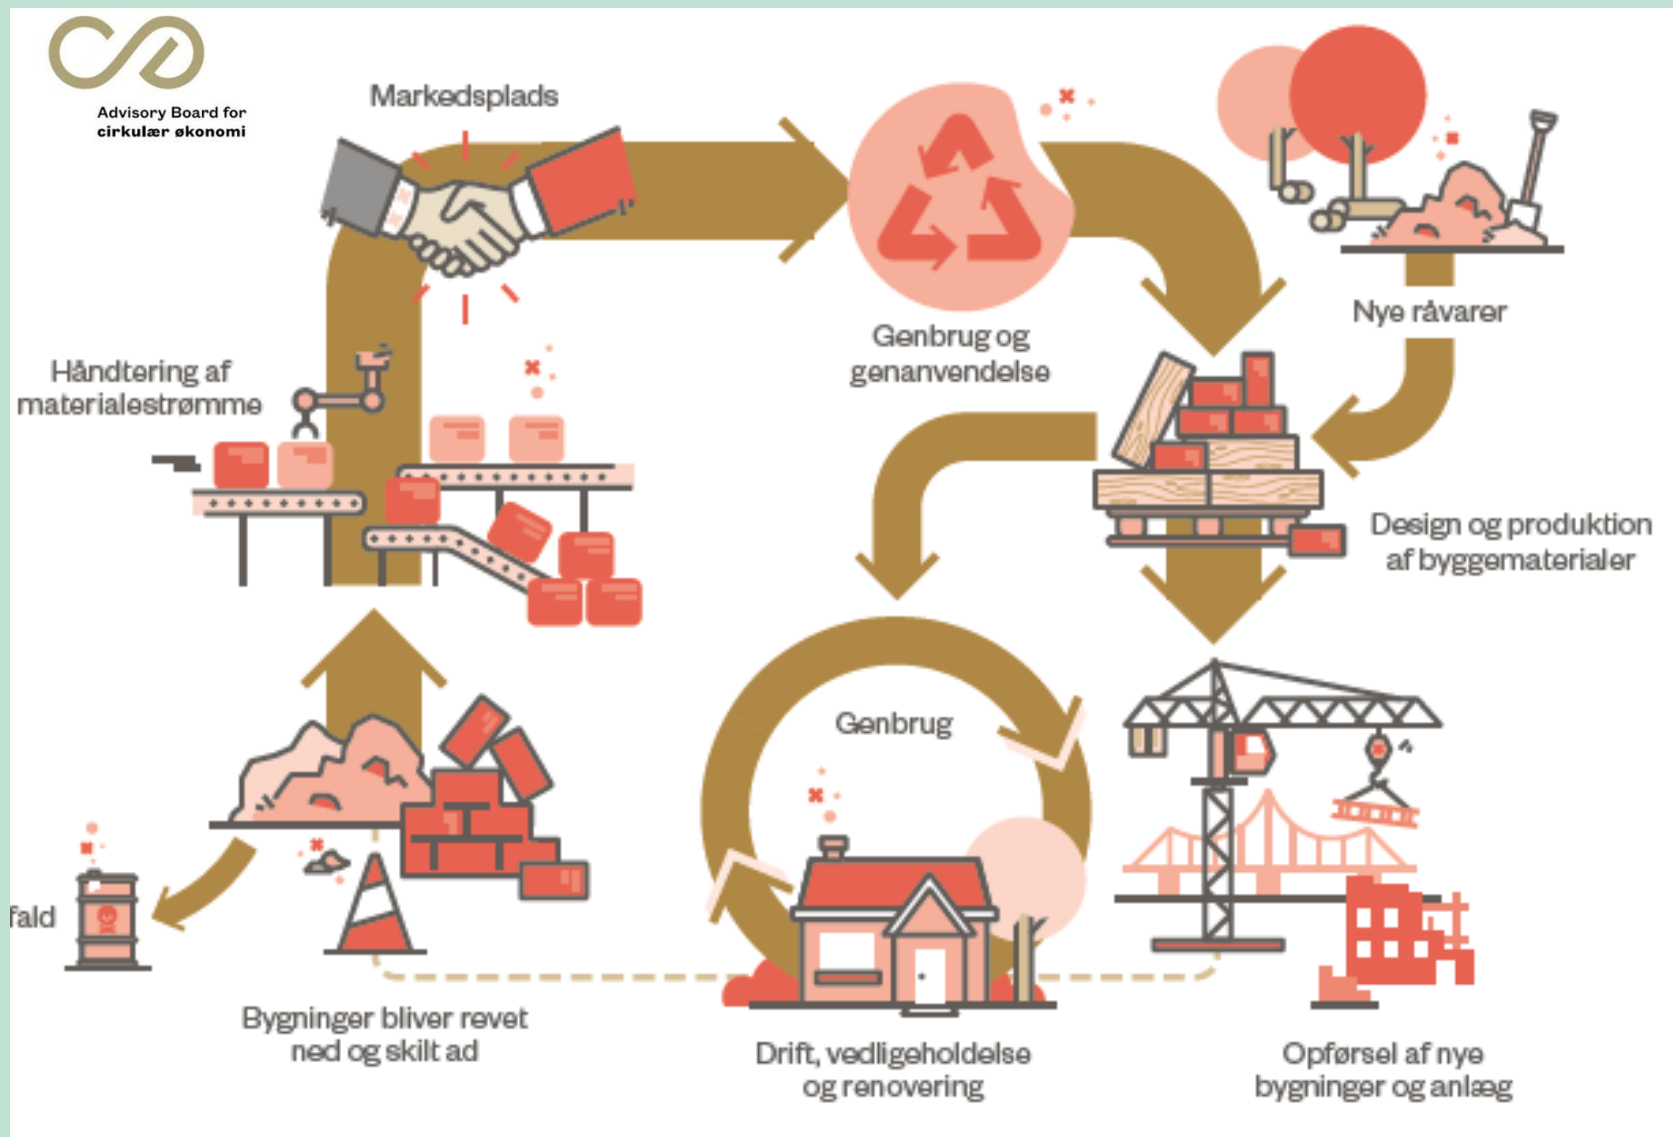 Advisory Board for
cirkulær økonomi
Markedsplads
Genbrug og
genanvendelse
Nye råvarer
Håndtering af
materialestrømme
Design og produktion
af byggematerialer
Genbrug
fald
Bygninger bliver revet
ned og skilt ad
Drift, vedligeholdelse
og renovering
Opførsel af nye
bygninger og anlæg